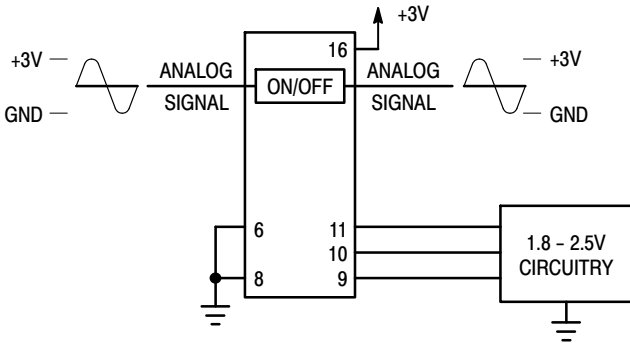 +3V
16
+3V
ANALOG
ON/OFF
ANALOG
+3V
GND
SIGNAL
SIGNAL
GND
6
11
10
8
9
1.8 – 2.5V
CIRCUITRY